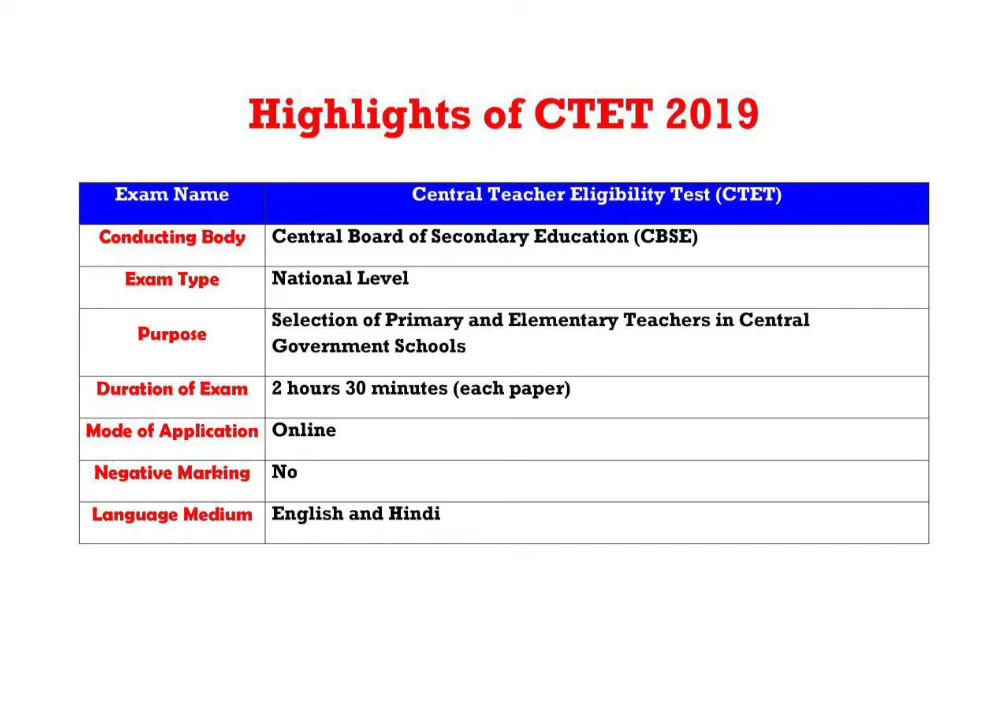 Highlights of CTET 2019
Exam Name Central Teacher Eligibility Test (CTET)
Conducting Body Central Board of Secondary Education (CBSE)
Exam Type National Level
Purpose Selection of Primary and Elementary Teachers in Central
Government Schools
Duration of Exam 2 hours 30 minutes (each paper)
Mode of Application Online
Negative Marking No
Language Medium English and Hindi